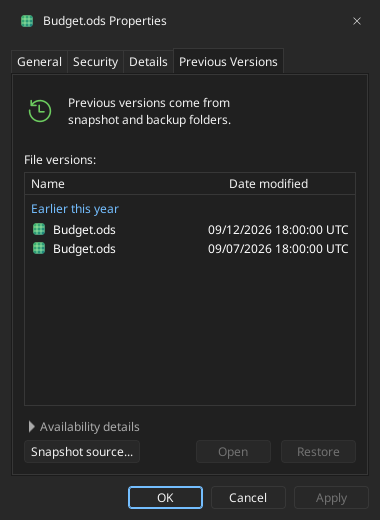 Budget.ods Properties
General Security Details Previous Versions
Previous versions come from
snapshot and backup folders.
File versions:
Name Date modified
Earlier this year
Budget.ods 09/12/2026 18:00:00 UTC
Budget.ods 09/07/2026 18:00:00 UTC
Availability details
Snapshot source... Open Restore
OK Cancel Apply